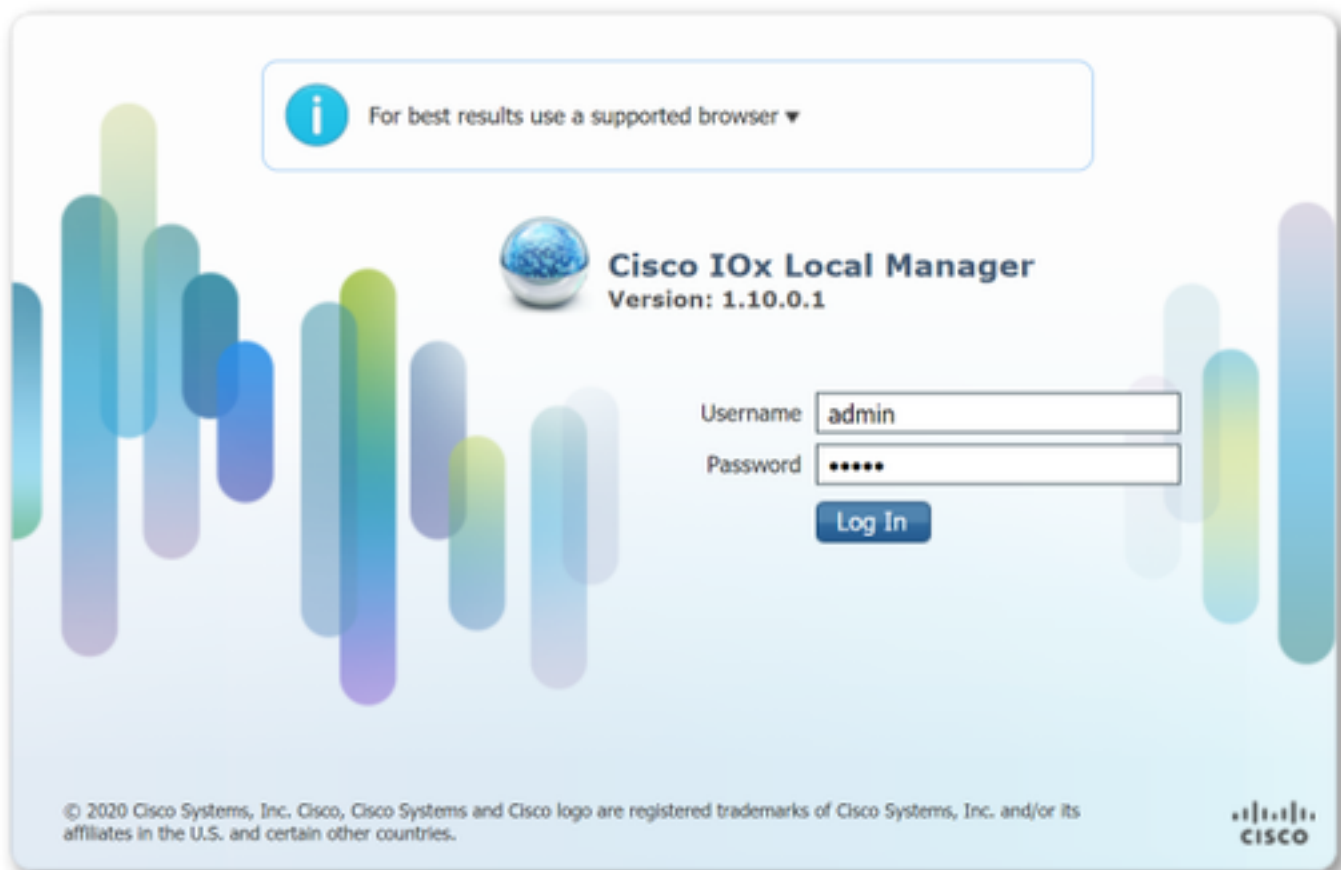 For best results use a supported browser ▼
Cisco IOx Local Manager
Version: 1.10.0.1
Username admin
Password •••••
Log In
© 2020 Cisco Systems, Inc. Cisco, Cisco Systems and Cisco logo are registered trademarks of Cisco Systems, Inc. and/or its
affiliates in the U.S. and certain other countries.
CISCO